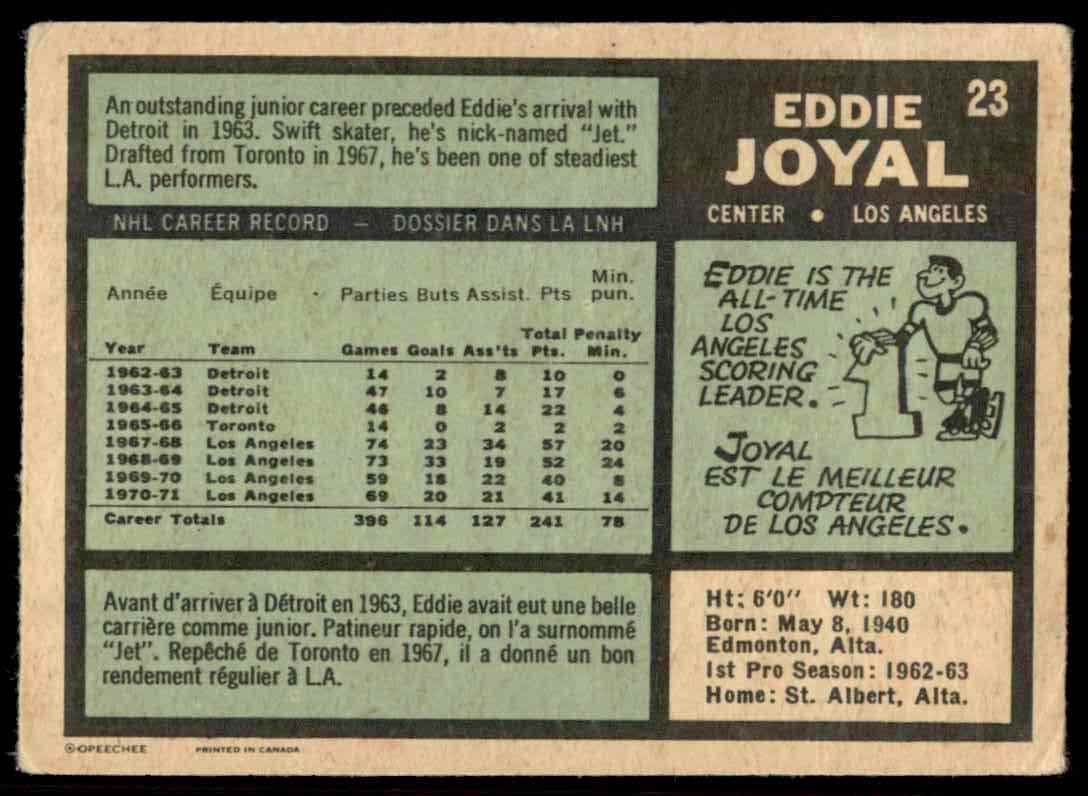 An outstanding junior career preceded Eddie's arrival with
Detroit in 1963. Swift skater, he's nick-named "Jet."
Drafted from Toronto in 1967, he's been one of steadiest
L.A. performers.
23
EDDIE
JOYAL
CENTER • LOS ANGELES
NHL CAREER RECORD — DOSSIER DANS LA LNH
Année Équipe Parties Buts Assist. Pts Min. pun.
Year Team Games Goals Ass'ts Total Pts. Penalty Min.
1962-63 Detroit 14 2 8 10 0
1963-64 Detroit 47 10 7 17 6
1964-65 Detroit 46 8 14 22 4
1965-66 Toronto 14 0 2 2 2
1967-68 Los Angeles 74 23 34 57 20
1968-69 Los Angeles 73 33 19 52 24
1969-70 Los Angeles 59 18 22 40 8
1970-71 Los Angeles 69 20 21 41 14
Career Totals 396 114 127 241 78
EDDIE IS THE
ALL-TIME
LOS
ANGELES
SCORING
LEADER.
1
JOYAL
EST LE MEILLEUR
COMPTEUR
DE LOS ANGELES.
Avant d'arriver à Détroit en 1963, Eddie avait eut une belle
carrière comme junior. Patineur rapide, on l'a surnommé
"Jet". Repêché de Toronto en 1967, il a donné un bon
rendement régulier à L.A.
Ht: 6'0" Wt: 180
Born: May 8, 1940
Edmonton, Alta.
1st Pro Season: 1962-63
Home: St. Albert, Alta.
©OPEECHEE PRINTED IN CANADA